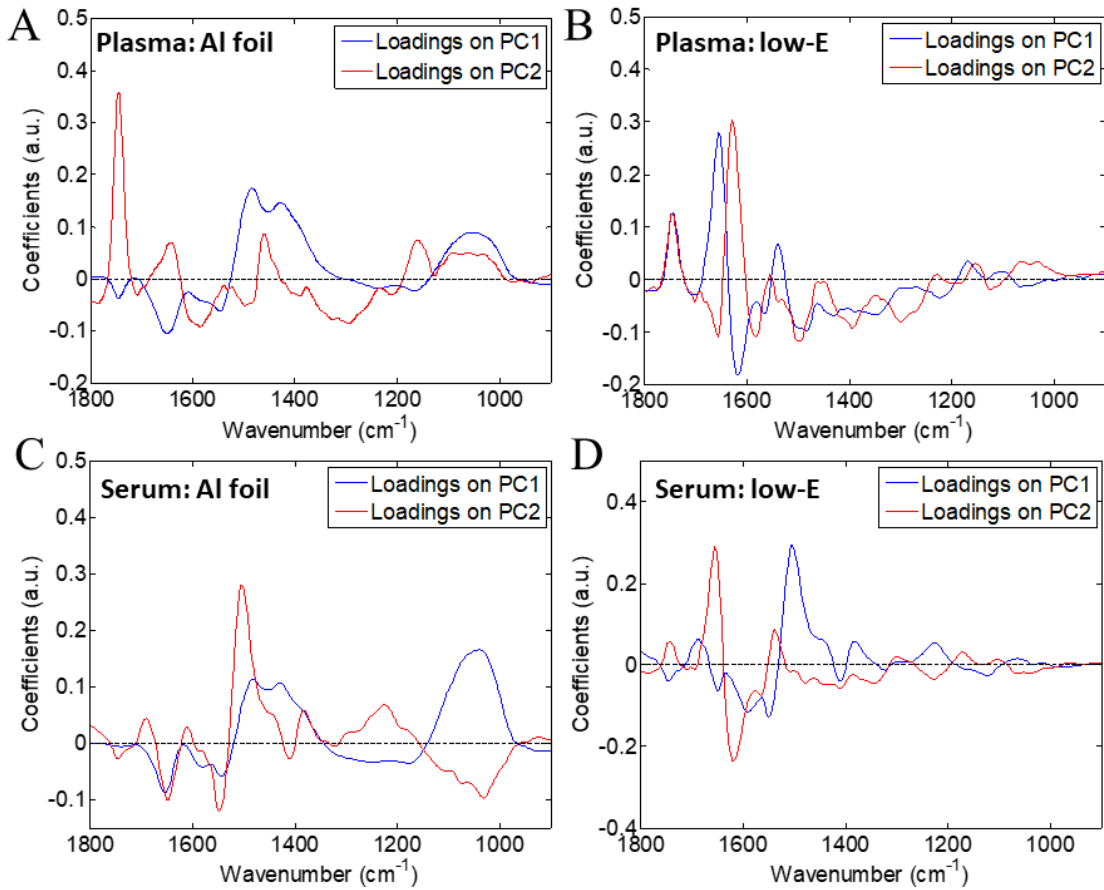 A
Plasma: Al foil
Loadings on PC1
Loadings on PC2
Coefficients (a.u.)
0.5
0.4
0.3
0.2
0.1
0
-0.1
-0.2
1800
1600
1400
1200
1000
Wavenumber (cm⁻¹)
B
Plasma: low-E
Loadings on PC1
Loadings on PC2
Coefficients (a.u.)
0.5
0.4
0.3
0.2
0.1
0
-0.1
-0.2
1800
1600
1400
1200
1000
Wavenumber (cm⁻¹)
C
Serum: Al foil
Loadings on PC1
Loadings on PC2
Coefficients (a.u.)
0.5
0.4
0.3
0.2
0.1
0
-0.1
1800
1600
1400
1200
1000
Wavenumber (cm⁻¹)
D
Serum: low-E
Loadings on PC1
Loadings on PC2
Coefficients (a.u.)
0.4
0.2
0
-0.2
-0.4
1800
1600
1400
1200
1000
Wavenumber (cm⁻¹)